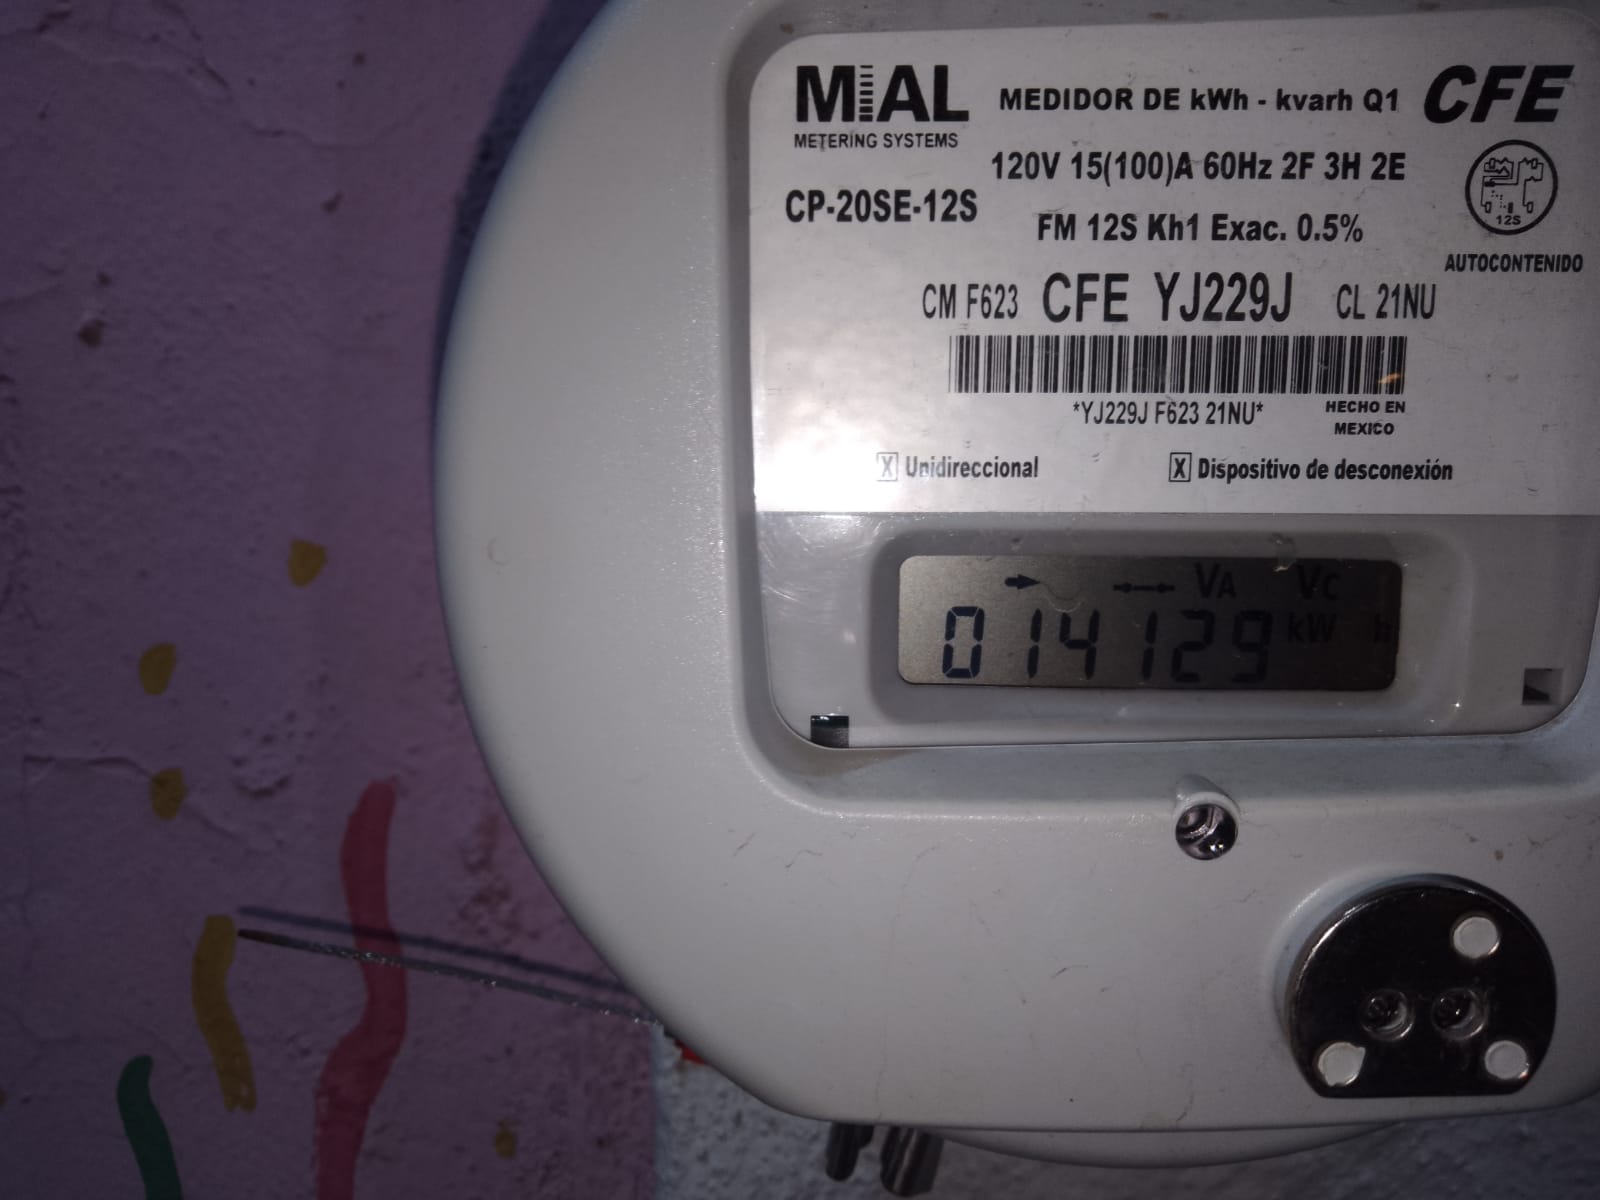 MIAL
METERING SYSTEMS
MEDIDOR DE kWh - kvarh Q1
CFE
120V 15(100)A 60Hz 2F 3H 2E
CP-20SE-12S
FM 12S Kh1 Exac. 0.5%
12S
AUTOCONTENIDO
CM F623 CFE YJ229J CL 21NU
*YJ229J F623 21NU*
HECHO EN
MEXICO
X Unidireccional
X Dispositivo de desconexión
VA VC
014129 kW h